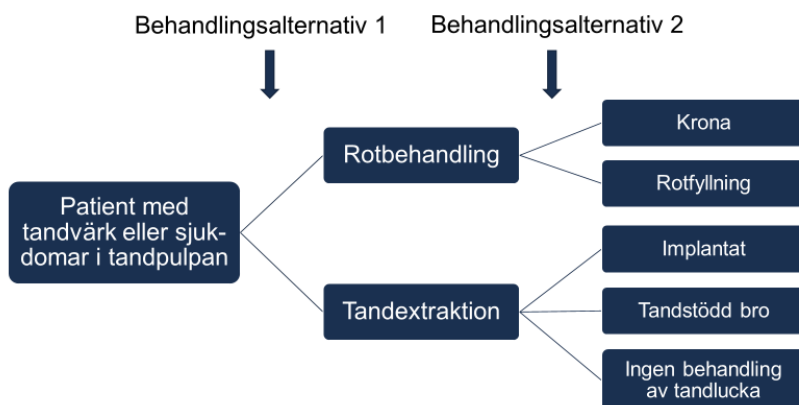 Behandlingsalternativ 1
Behandlingsalternativ 2
Patient med
tandvärk eller sjuk-
domar i tandpulpan
Rotbehandling
Krona
Rotfyllning
Tandextraktion
Implantat
Tandstödd bro
Ingen behandling
av tandlucka